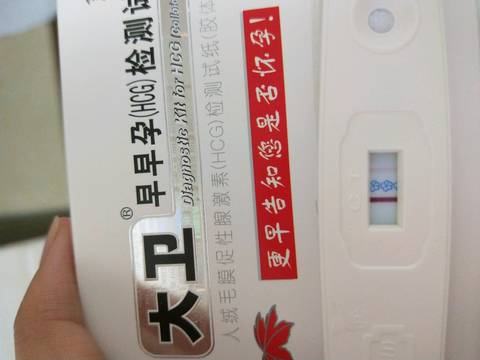 大卫®
早早孕(HCG)检测试
Diagnostic Kit for HCG (Collo
人绒毛膜促性腺激素(HCG)检测试纸(胶体
更早告知您是否怀孕!
C T